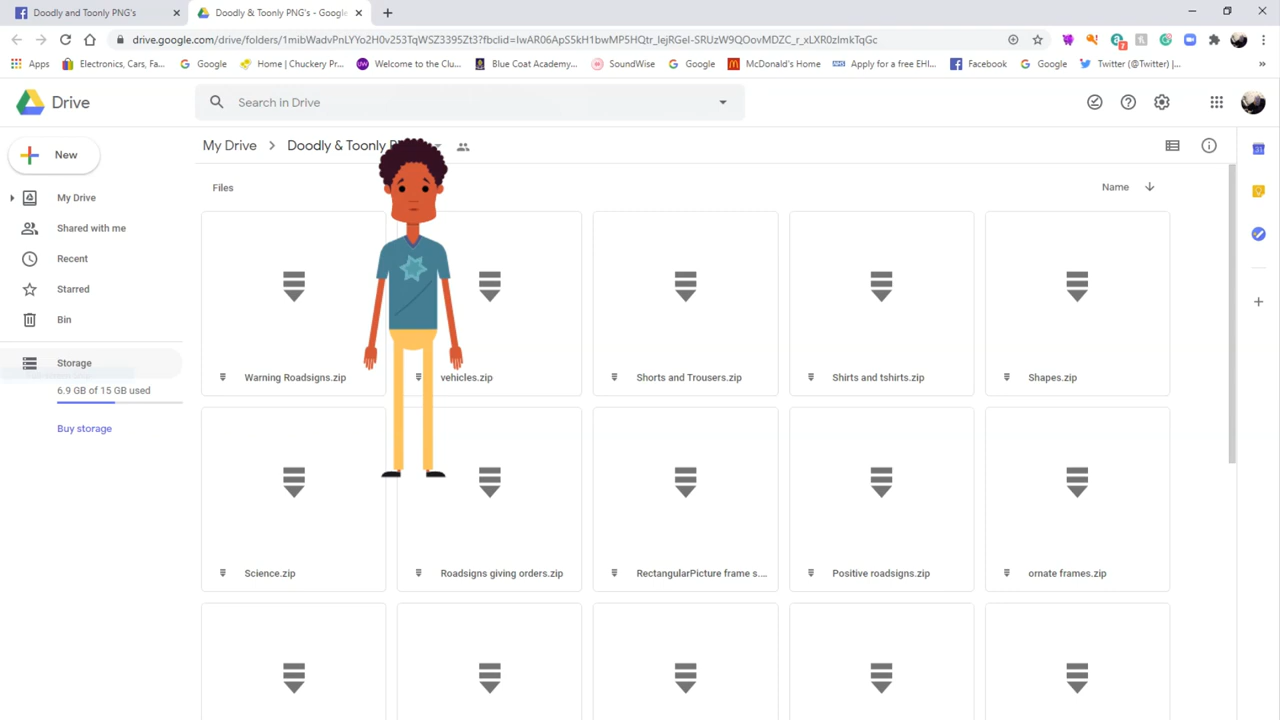 Doodly and Toonly PNG's
Doodly & Toonly PNG's - Google
drive.google.com/drive/folders/1mibWadvPnLYYo2H0v253TqWSZ3395Zt3?fbclid=IwAR06ApS5kH1bwMP5HQtr_lejRGel-SRUzW9QOovMDZC_r_xLXR0zlmkTqGc
Apps
Electronics, Cars, Fa...
Google
Home | Chuckery Pr...
Welcome to the Clu...
Blue Coat Academy...
SoundWise
Google
McDonald's Home
NHS
Apply for a free EHI...
Facebook
Google
Twitter (@Twitter) |...
»
Drive
Search in Drive
New
My Drive > Doodly & Toonly P
My Drive
Shared with me
Recent
Starred
Bin
Storage
6.9 GB of 15 GB used
Buy storage
Files
Name
Warning Roadsigns.zip
vehicles.zip
Shorts and Trousers.zip
Shirts and tshirts.zip
Shapes.zip
Science.zip
Roadsigns giving orders.zip
RectangularPicture frame s....
Positive roadsigns.zip
ornate frames.zip